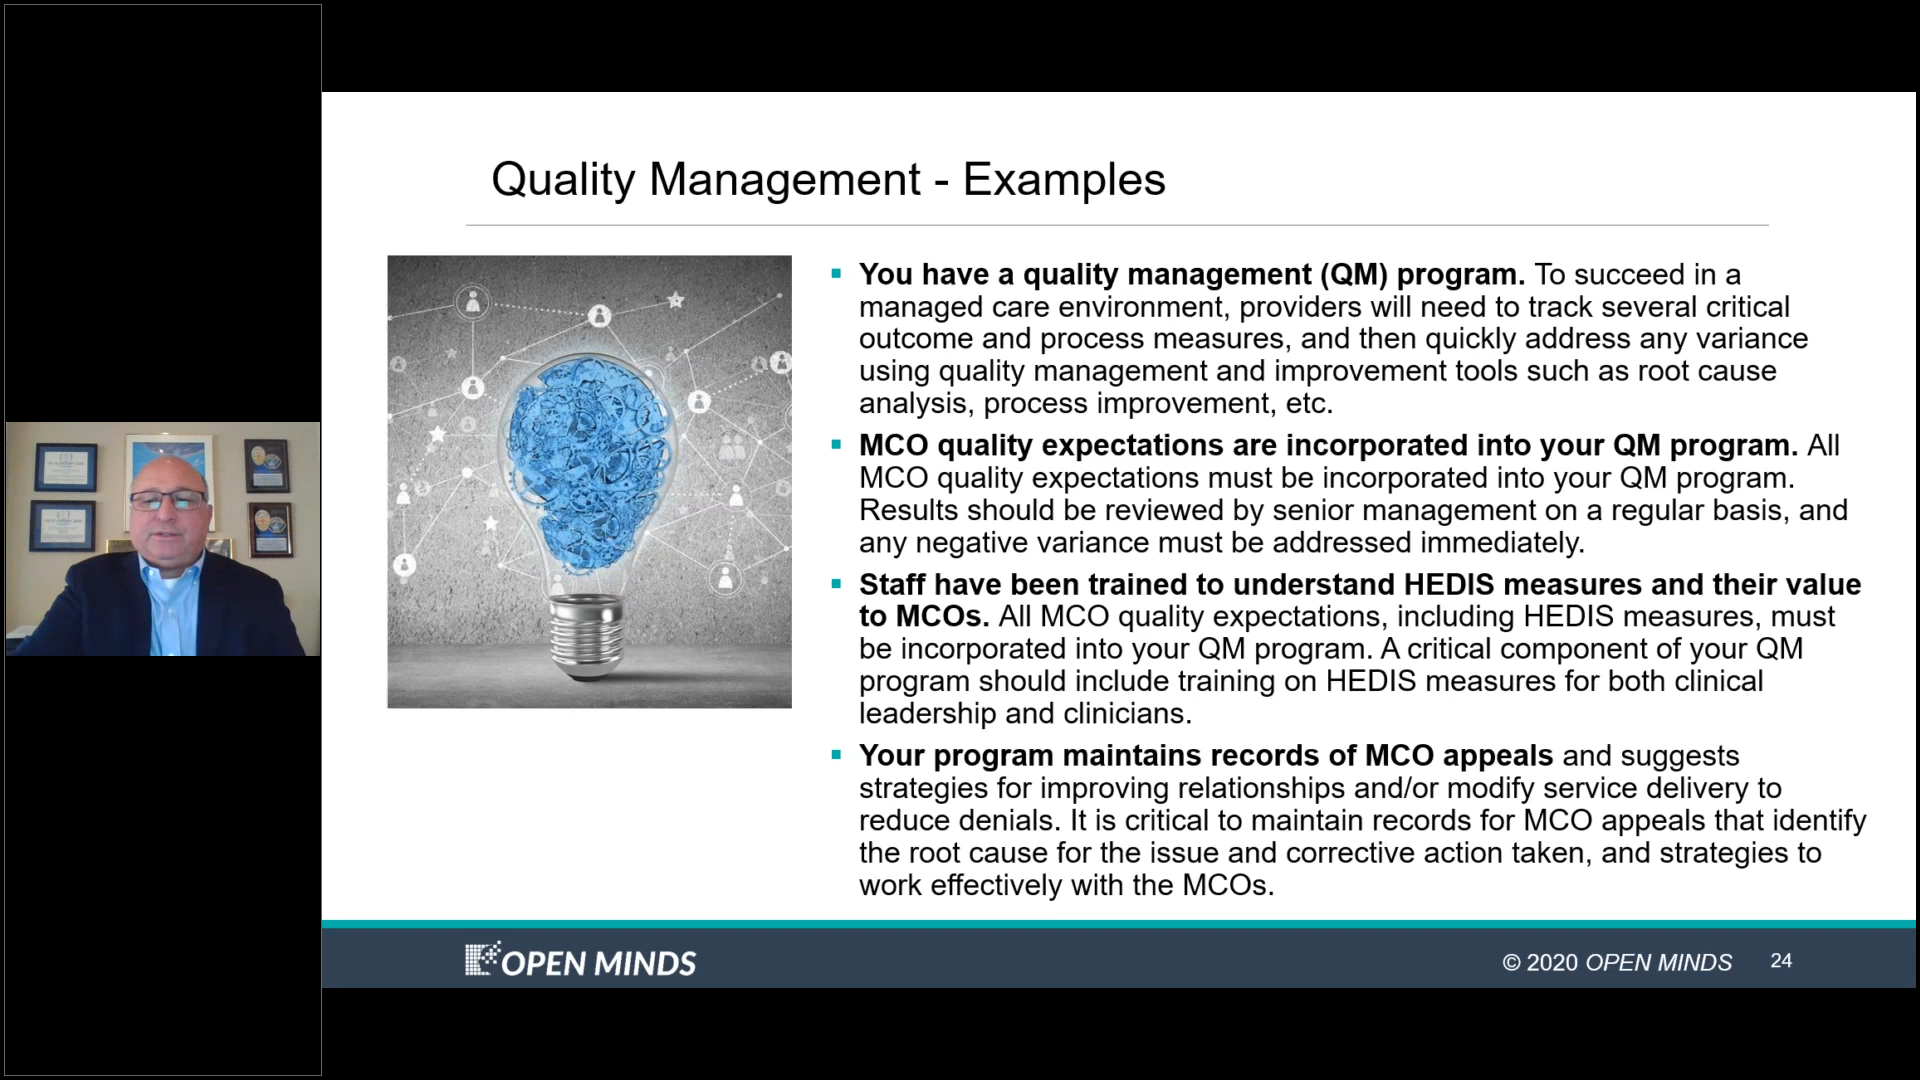 Quality Management - Examples
You have a quality management (QM) program. To succeed in a
managed care environment, providers will need to track several critical
outcome and process measures, and then quickly address any variance
using quality management and improvement tools such as root cause
analysis, process improvement, etc.
MCO quality expectations are incorporated into your QM program. All
MCO quality expectations must be incorporated into your QM program.
Results should be reviewed by senior management on a regular basis, and
any negative variance must be addressed immediately.
Staff have been trained to understand HEDIS measures and their value
to MCOs. All MCO quality expectations, including HEDIS measures, must
be incorporated into your QM program. A critical component of your QM
program should include training on HEDIS measures for both clinical
leadership and clinicians.
Your program maintains records of MCO appeals and suggests
strategies for improving relationships and/or modify service delivery to
reduce denials. It is critical to maintain records for MCO appeals that identify
the root cause for the issue and corrective action taken, and strategies to
work effectively with the MCOs.
OPEN MINDS
© 2020 OPEN MINDS 24